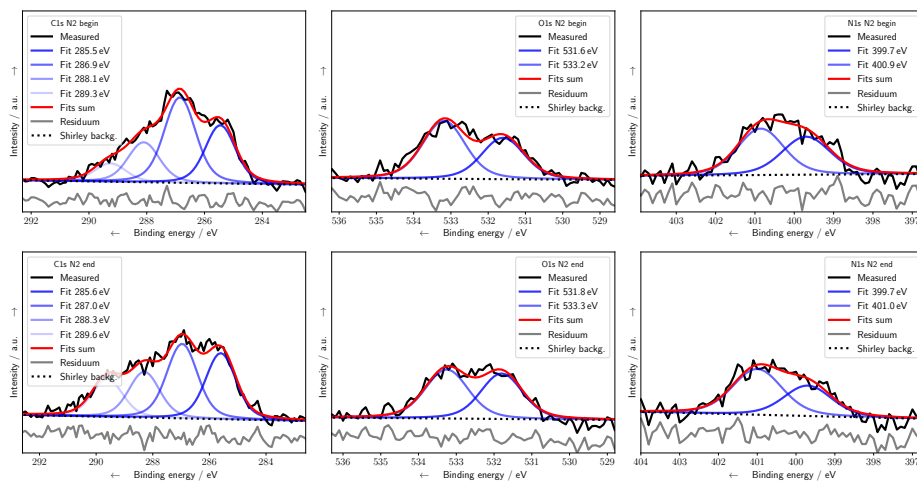 C1s N2 begin
Measured
Fit 285.5 eV
Fit 286.9 eV
Fit 288.1 eV
Fit 289.3 eV
Fits sum
Residuum
Shirley backg.
Intensity / a.u. →
292 290 288 286 284
← Binding energy / eV
O1s N2 begin
Measured
Fit 531.6 eV
Fit 533.2 eV
Fits sum
Residuum
Shirley backg.
Intensity / a.u. →
536 535 534 533 532 531 530 529
← Binding energy / eV
N1s N2 begin
Measured
Fit 399.7 eV
Fit 400.9 eV
Fits sum
Residuum
Shirley backg.
Intensity / a.u. →
403 402 401 400 399 398 397
← Binding energy / eV
C1s N2 end
Measured
Fit 285.6 eV
Fit 287.0 eV
Fit 288.3 eV
Fit 289.6 eV
Fits sum
Residuum
Shirley backg.
Intensity / a.u. →
292 290 288 286 284
← Binding energy / eV
O1s N2 end
Measured
Fit 531.8 eV
Fit 533.3 eV
Fits sum
Residuum
Shirley backg.
Intensity / a.u. →
536 535 534 533 532 531 530 529
← Binding energy / eV
N1s N2 end
Measured
Fit 399.7 eV
Fit 401.0 eV
Fits sum
Residuum
Shirley backg.
Intensity / a.u. →
404 403 402 401 400 399 398 397
← Binding energy / eV